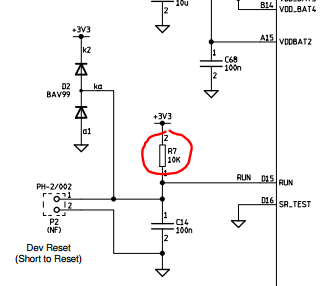 10u
2
B14
VDD_BAT4
+3V3
k2
A15
VDDBAT2
1
C68
100n
2
D2
BAV99
ka
+3V3
2
a1
R7
10K
1
PH-2/002
RUN
D15
RUN
1
2
D16
SR_TEST
P2
(NF)
1
C14
100n
2
Dev Reset
(Short to Reset)